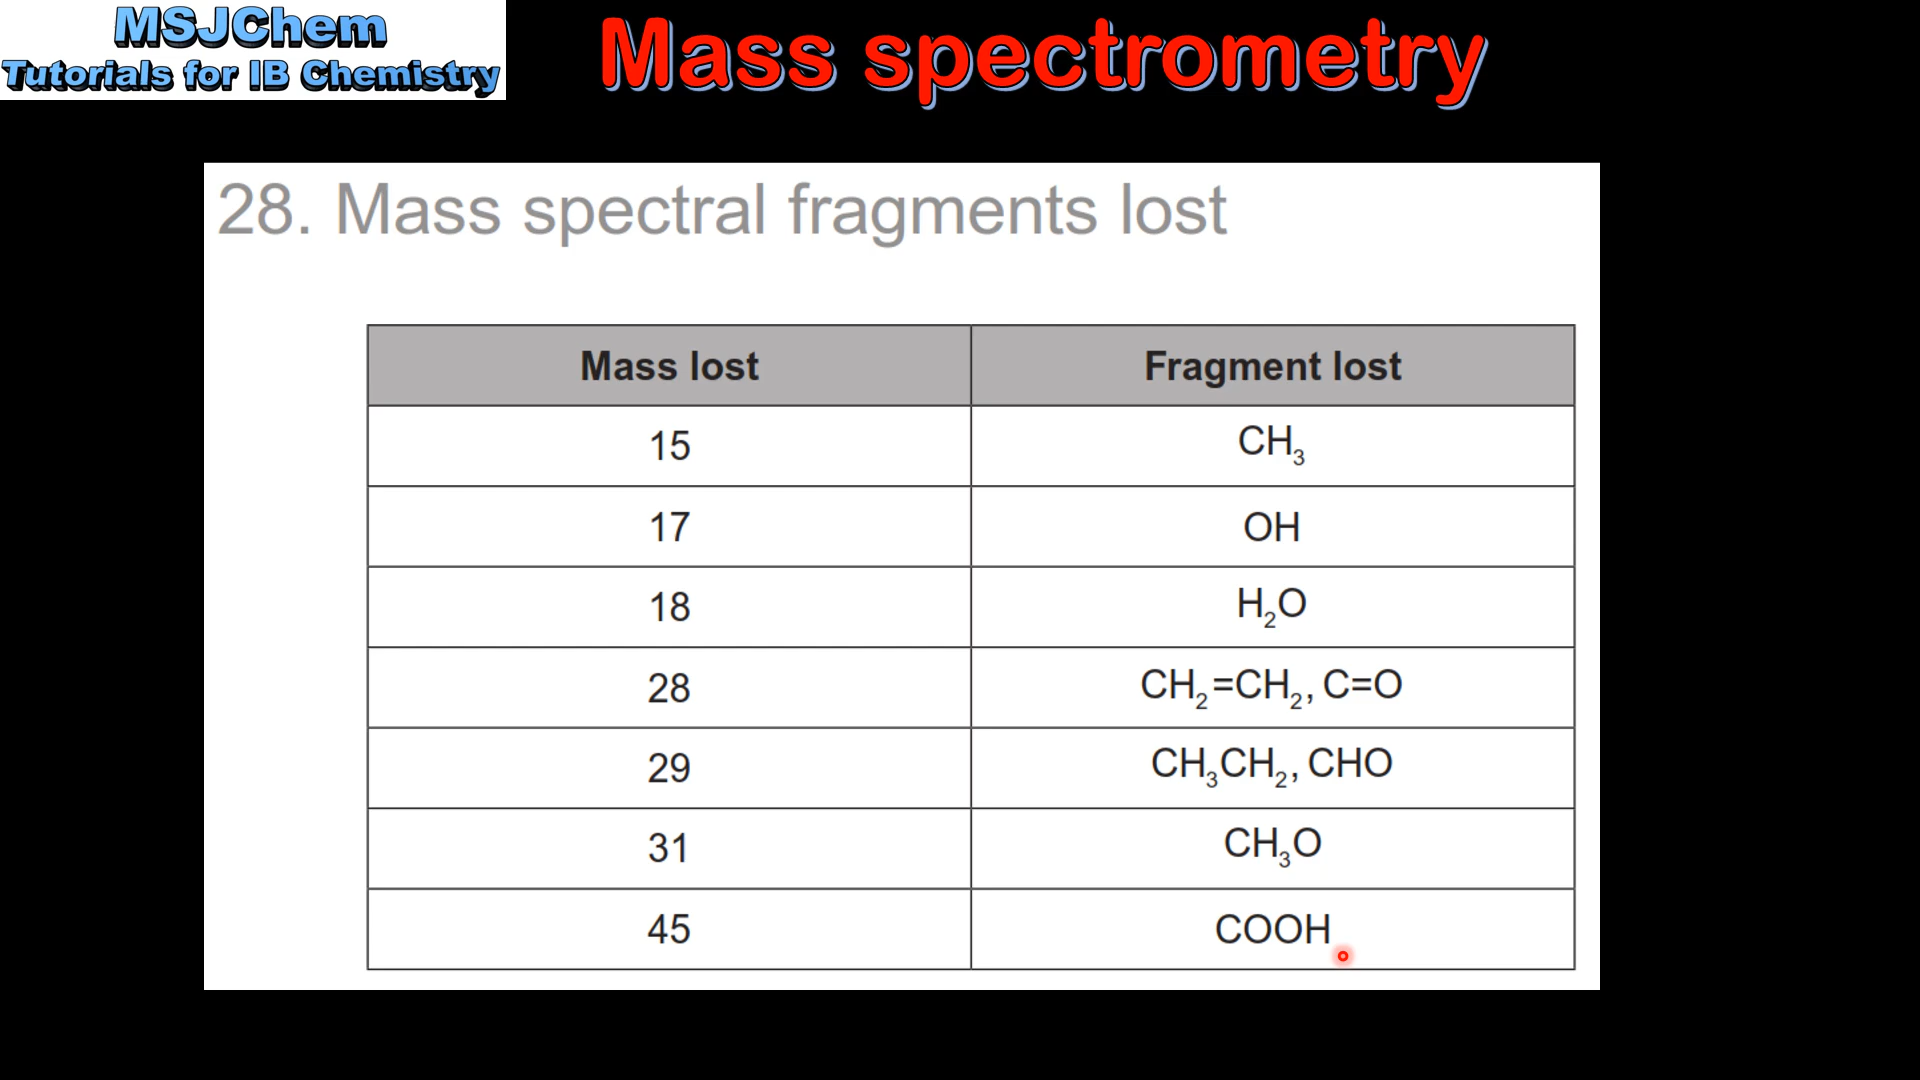 MSJChem
Tutorials for IB Chemistry
Mass spectrometry
28. Mass spectral fragments lost
Mass lost Fragment lost
15 CH₃
17 OH
18 H₂O
28 CH₂=CH₂, C=O
29 CH₃CH₂, CHO
31 CH₃O
45 COOH